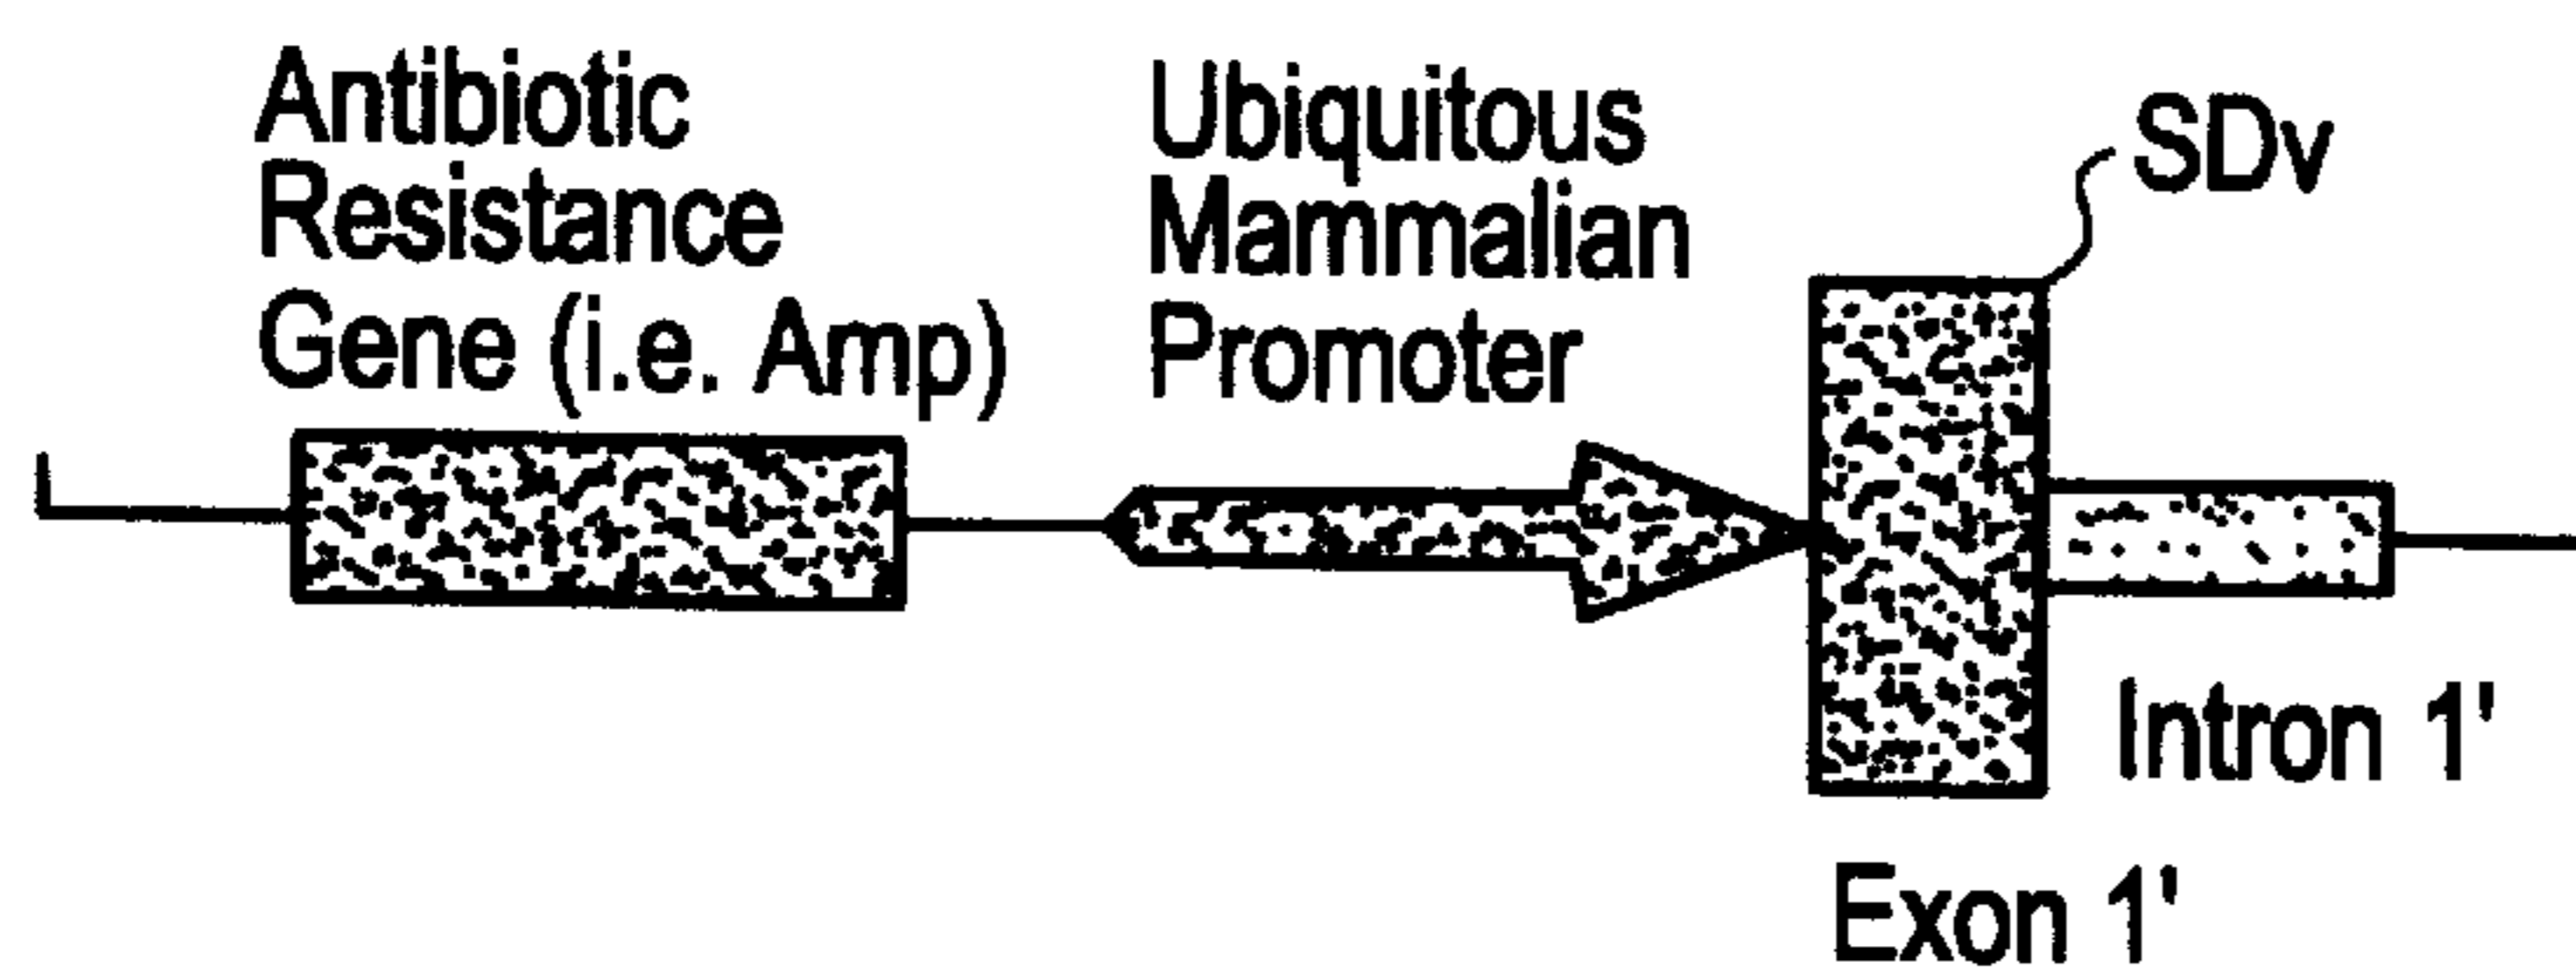 Antibiotic
Resistance
Gene (i.e. Amp)
Ubiquitous
Mammalian
Promoter
SDv
Intron 1'
Exon 1'